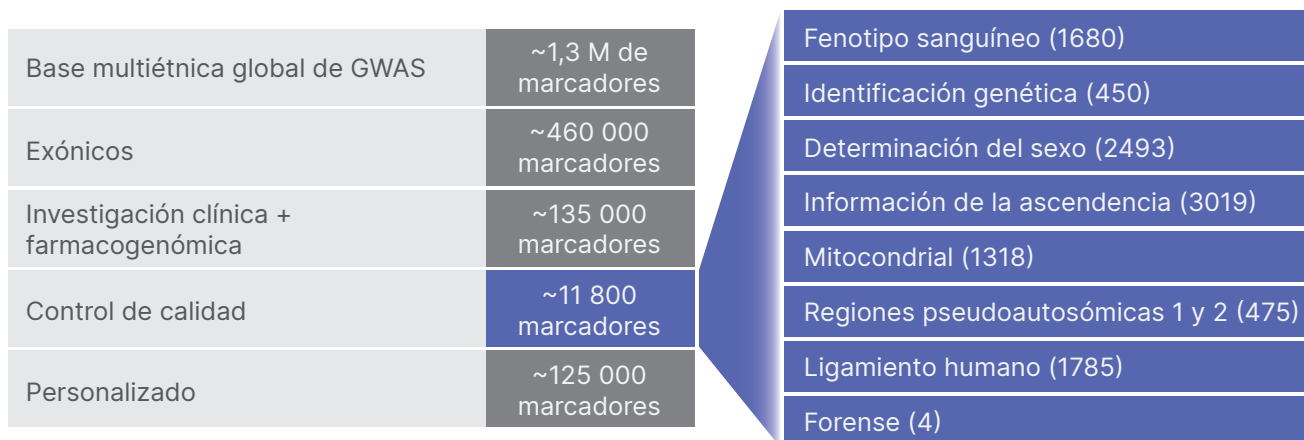 Base multiétnica global de GWAS
~1,3 M de
marcadores
Exónicos
~460 000
marcadores
Investigación clínica +
farmacogenómica
~135 000
marcadores
Control de calidad
~11 800
marcadores
Personalizado
~125 000
marcadores
Fenotipo sanguíneo (1680)
Identificación genética (450)
Determinación del sexo (2493)
Información de la ascendencia (3019)
Mitocondrial (1318)
Regiones pseudoautosómicas 1 y 2 (475)
Ligamiento humano (1785)
Forense (4)